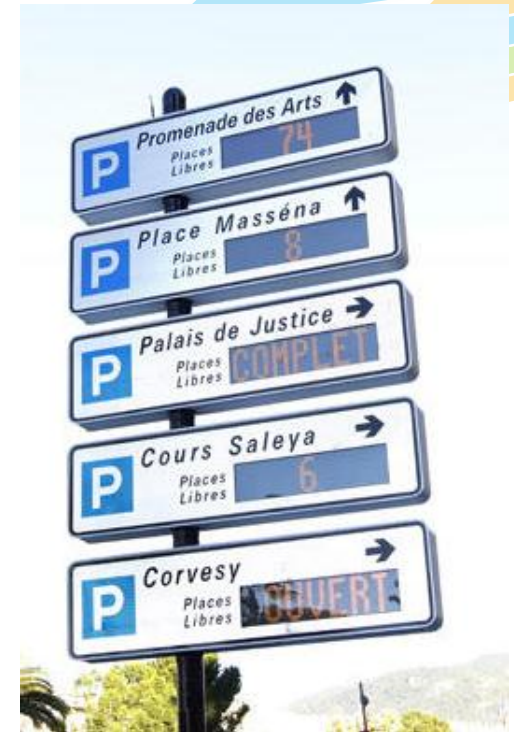 Promenade des Arts
P
Places
Libres
74
Place Masséna
P
Places
Libres
8
Palais de Justice
P
Places
Libres
COMPLET
Cours Saleya
P
Places
Libres
6
Corvesy
P
Places
Libres
OUVERT